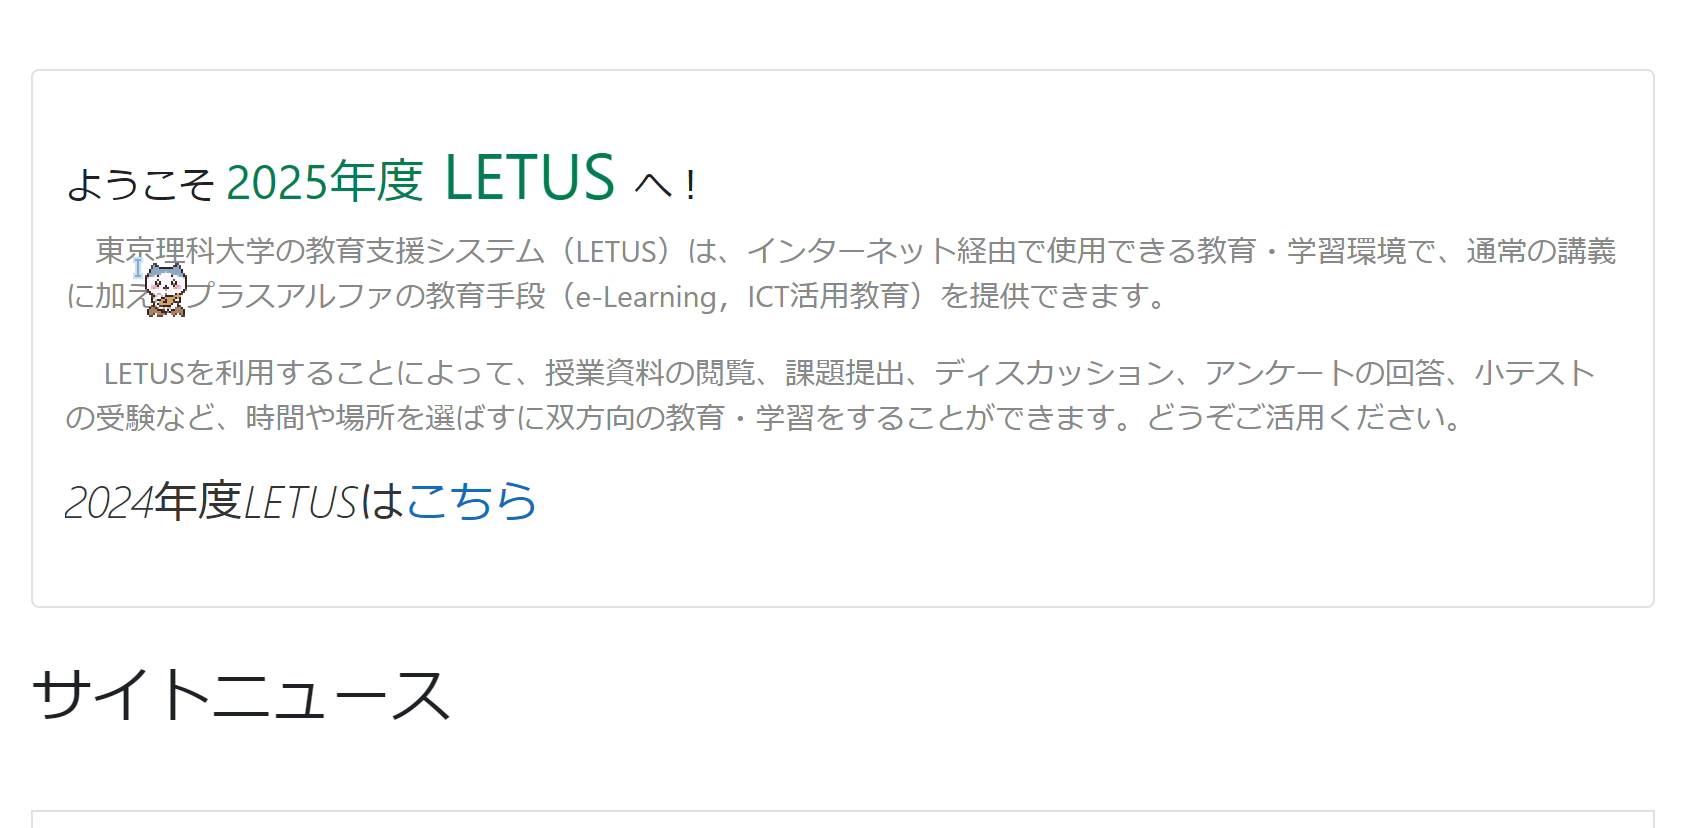 ようこそ 2025年度 LETUS へ！
東京理科大学の教育支援システム（LETUS）は、インターネット経由で使用できる教育・学習環境で、通常の講義
に加え プラスアルファの教育手段（e-Learning，ICT活用教育）を提供できます。
LETUSを利用することによって、授業資料の閲覧、課題提出、ディスカッション、アンケートの回答、小テスト
の受験など、時間や場所を選ばすに双方向の教育・学習をすることができます。どうぞご活用ください。
2024年度LETUSはこちら
サイトニュース